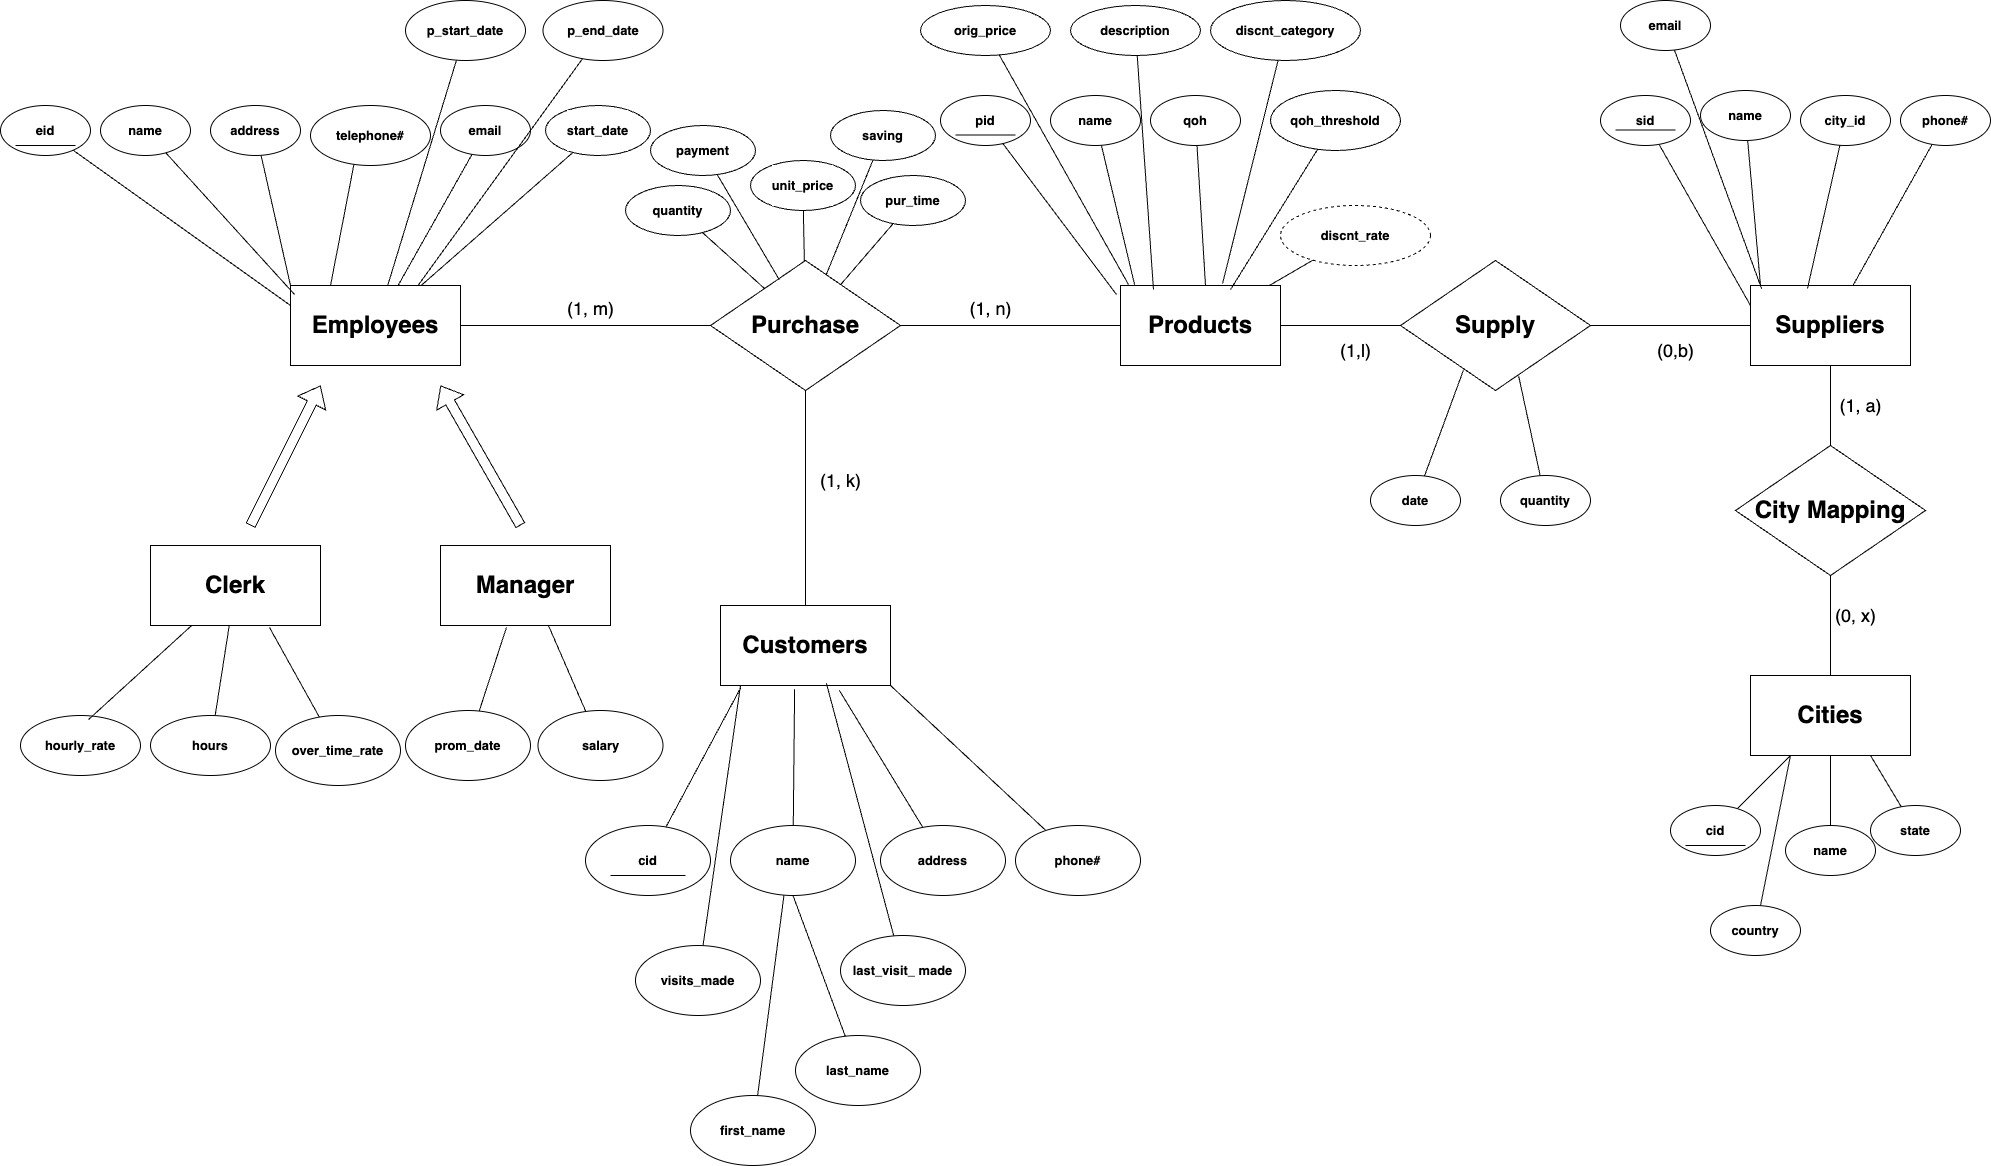 p_start_date
p_end_date
orig_price
description
discnt_category
email
eid
name
address
telephone#
email
start_date
payment
saving
unit_price
quantity
pur_time
pid
name
qoh
qoh_threshold
discnt_rate
sid
name
city_id
phone#
Employees
(1, m)
Purchase
(1, n)
Products
(1,l)
Supply
(0,b)
Suppliers
(1, a)
(1, k)
date
quantity
City Mapping
(0, x)
Clerk
Manager
Customers
Cities
hourly_rate
hours
over_time_rate
prom_date
salary
cid
name
address
phone#
cid
name
state
country
visits_made
last_visit_ made
last_name
first_name